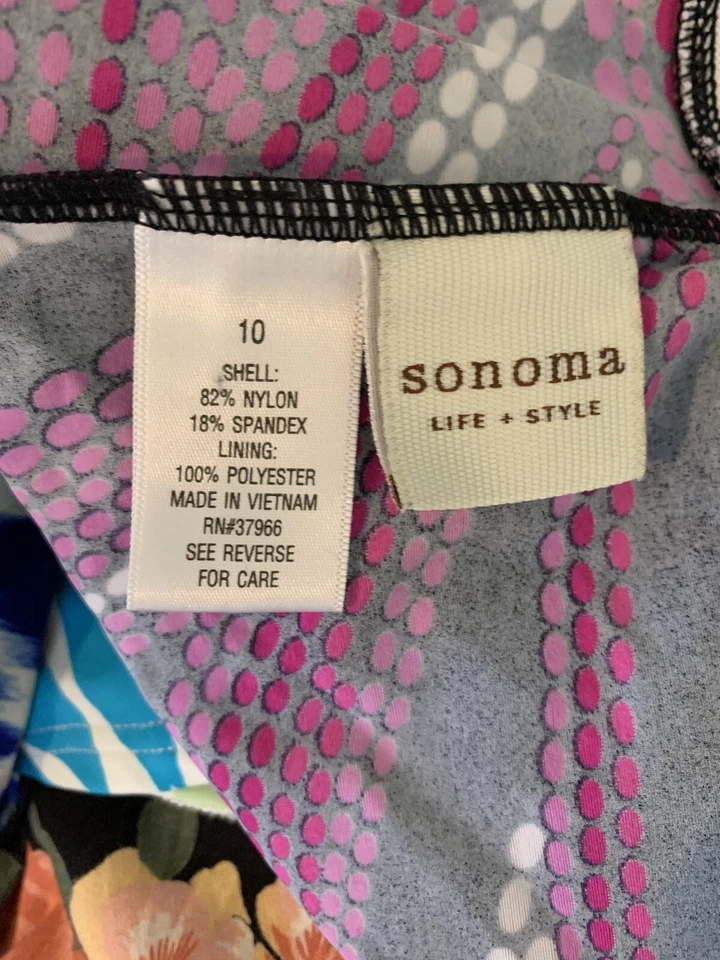 10
SHELL:
82% NYLON
18% SPANDEX
LINING:
100% POLYESTER
MADE IN VIETNAM
RN#37966
SEE REVERSE
FOR CARE
sonoma
LIFE + STYLE